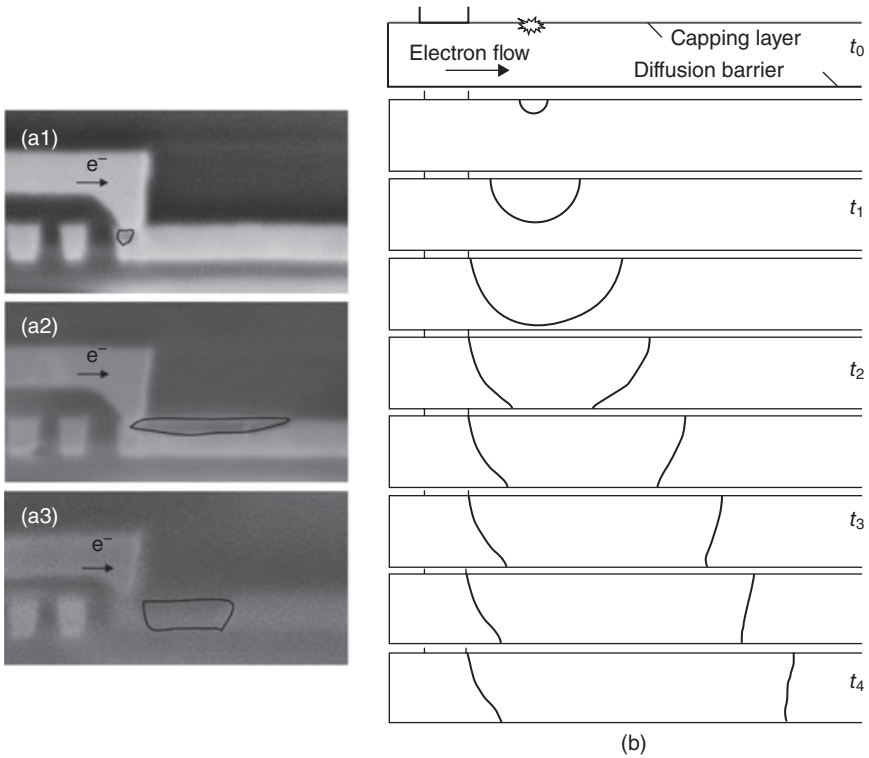 (a1)
e⁻
(a2)
e⁻
(a3)
e⁻
Electron flow
Capping layer
Diffusion barrier
t₀
t₁
t₂
t₃
t₄
(b)